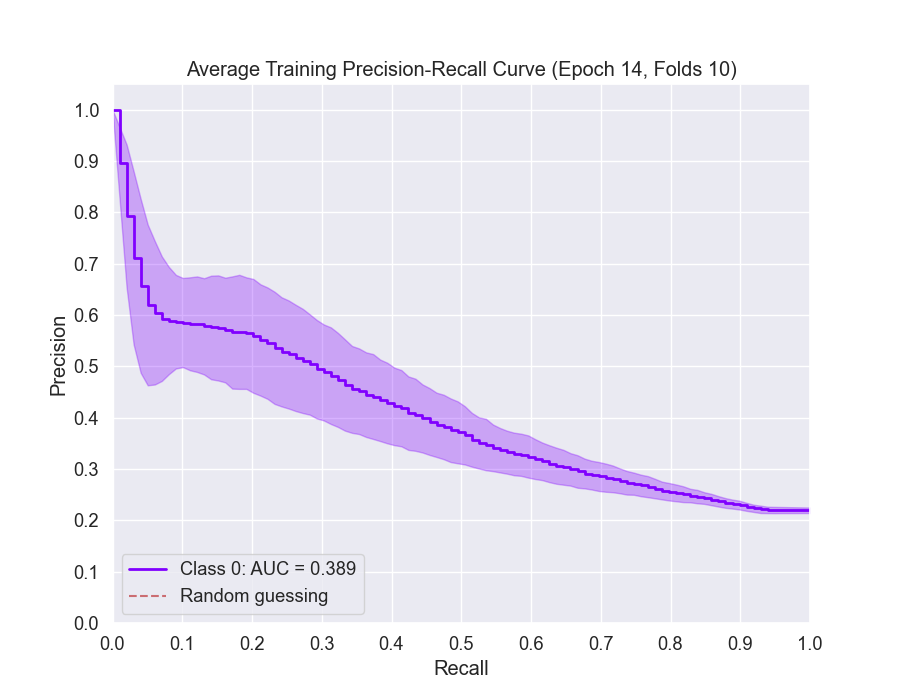 Average Training Precision-Recall Curve (Epoch 14, Folds 10)
1.0
0.9
0.8
0.7
0.6
0.5
0.4
0.3
0.2
0.1
0.0
Precision
Class 0: AUC = 0.389
Random guessing
0.0 0.1 0.2 0.3 0.4 0.5 0.6 0.7 0.8 0.9 1.0
Recall